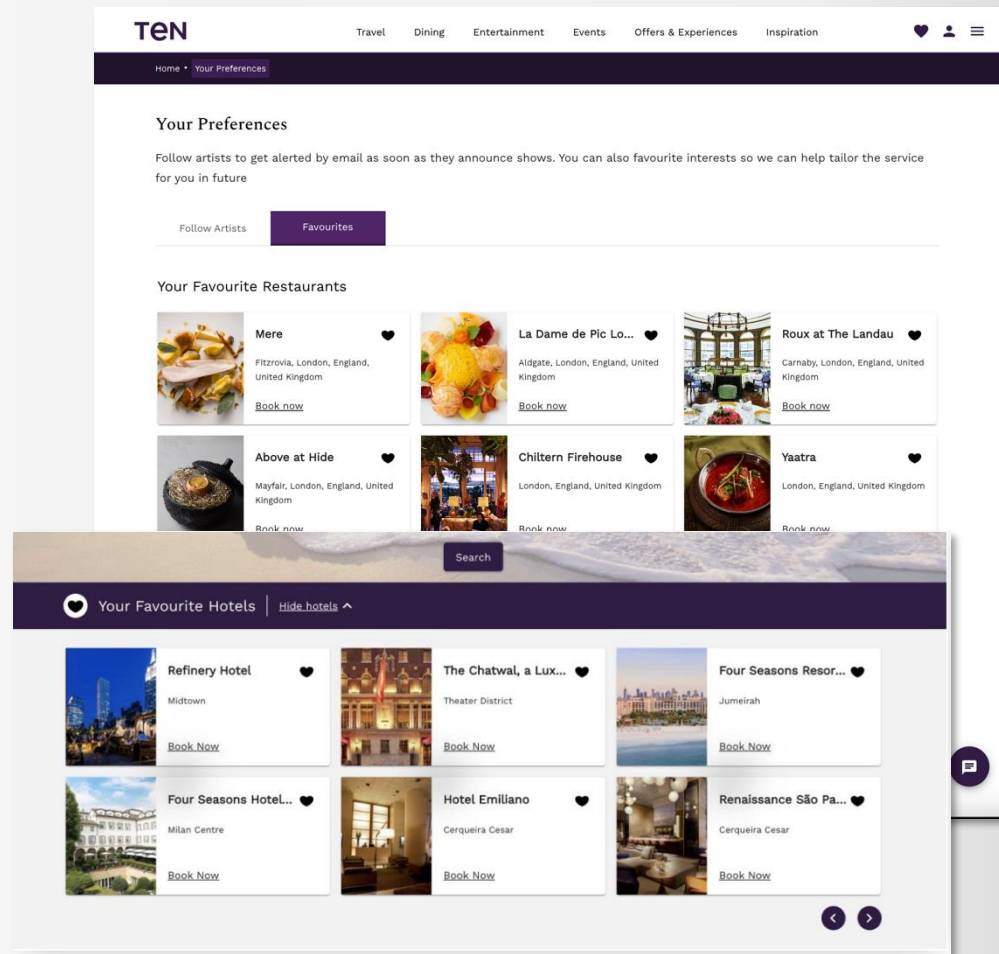 TEN
Travel Dining Entertainment Events Offers & Experiences Inspiration
Home • Your Preferences
Your Preferences
Follow artists to get alerted by email as soon as they announce shows. You can also favourite interests so we can help tailor the service
for you in future
Follow Artists Favourites
Your Favourite Restaurants
Mere
Fitzrovia, London, England,
United Kingdom
Book now
La Dame de Pic Lo...
Aldgate, London, England, United
Kingdom
Book now
Roux at The Landau
Carnaby, London, England, United
Kingdom
Book now
Above at Hide
Mayfair, London, England, United
Kingdom
Book now
Chiltern Firehouse
London, England, United Kingdom
Book now
Yaatra
London, England, United Kingdom
Book now
Search
Your Favourite Hotels Hide hotels
Refinery Hotel
Midtown
Book Now
The Chatwal, a Lux...
Theater District
Book Now
Four Seasons Resor...
Jumeirah
Book Now
Four Seasons Hotel...
Milan Centre
Book Now
Hotel Emiliano
Cerqueira Cesar
Book Now
Renaissance São Pa...
Cerqueira Cesar
Book Now